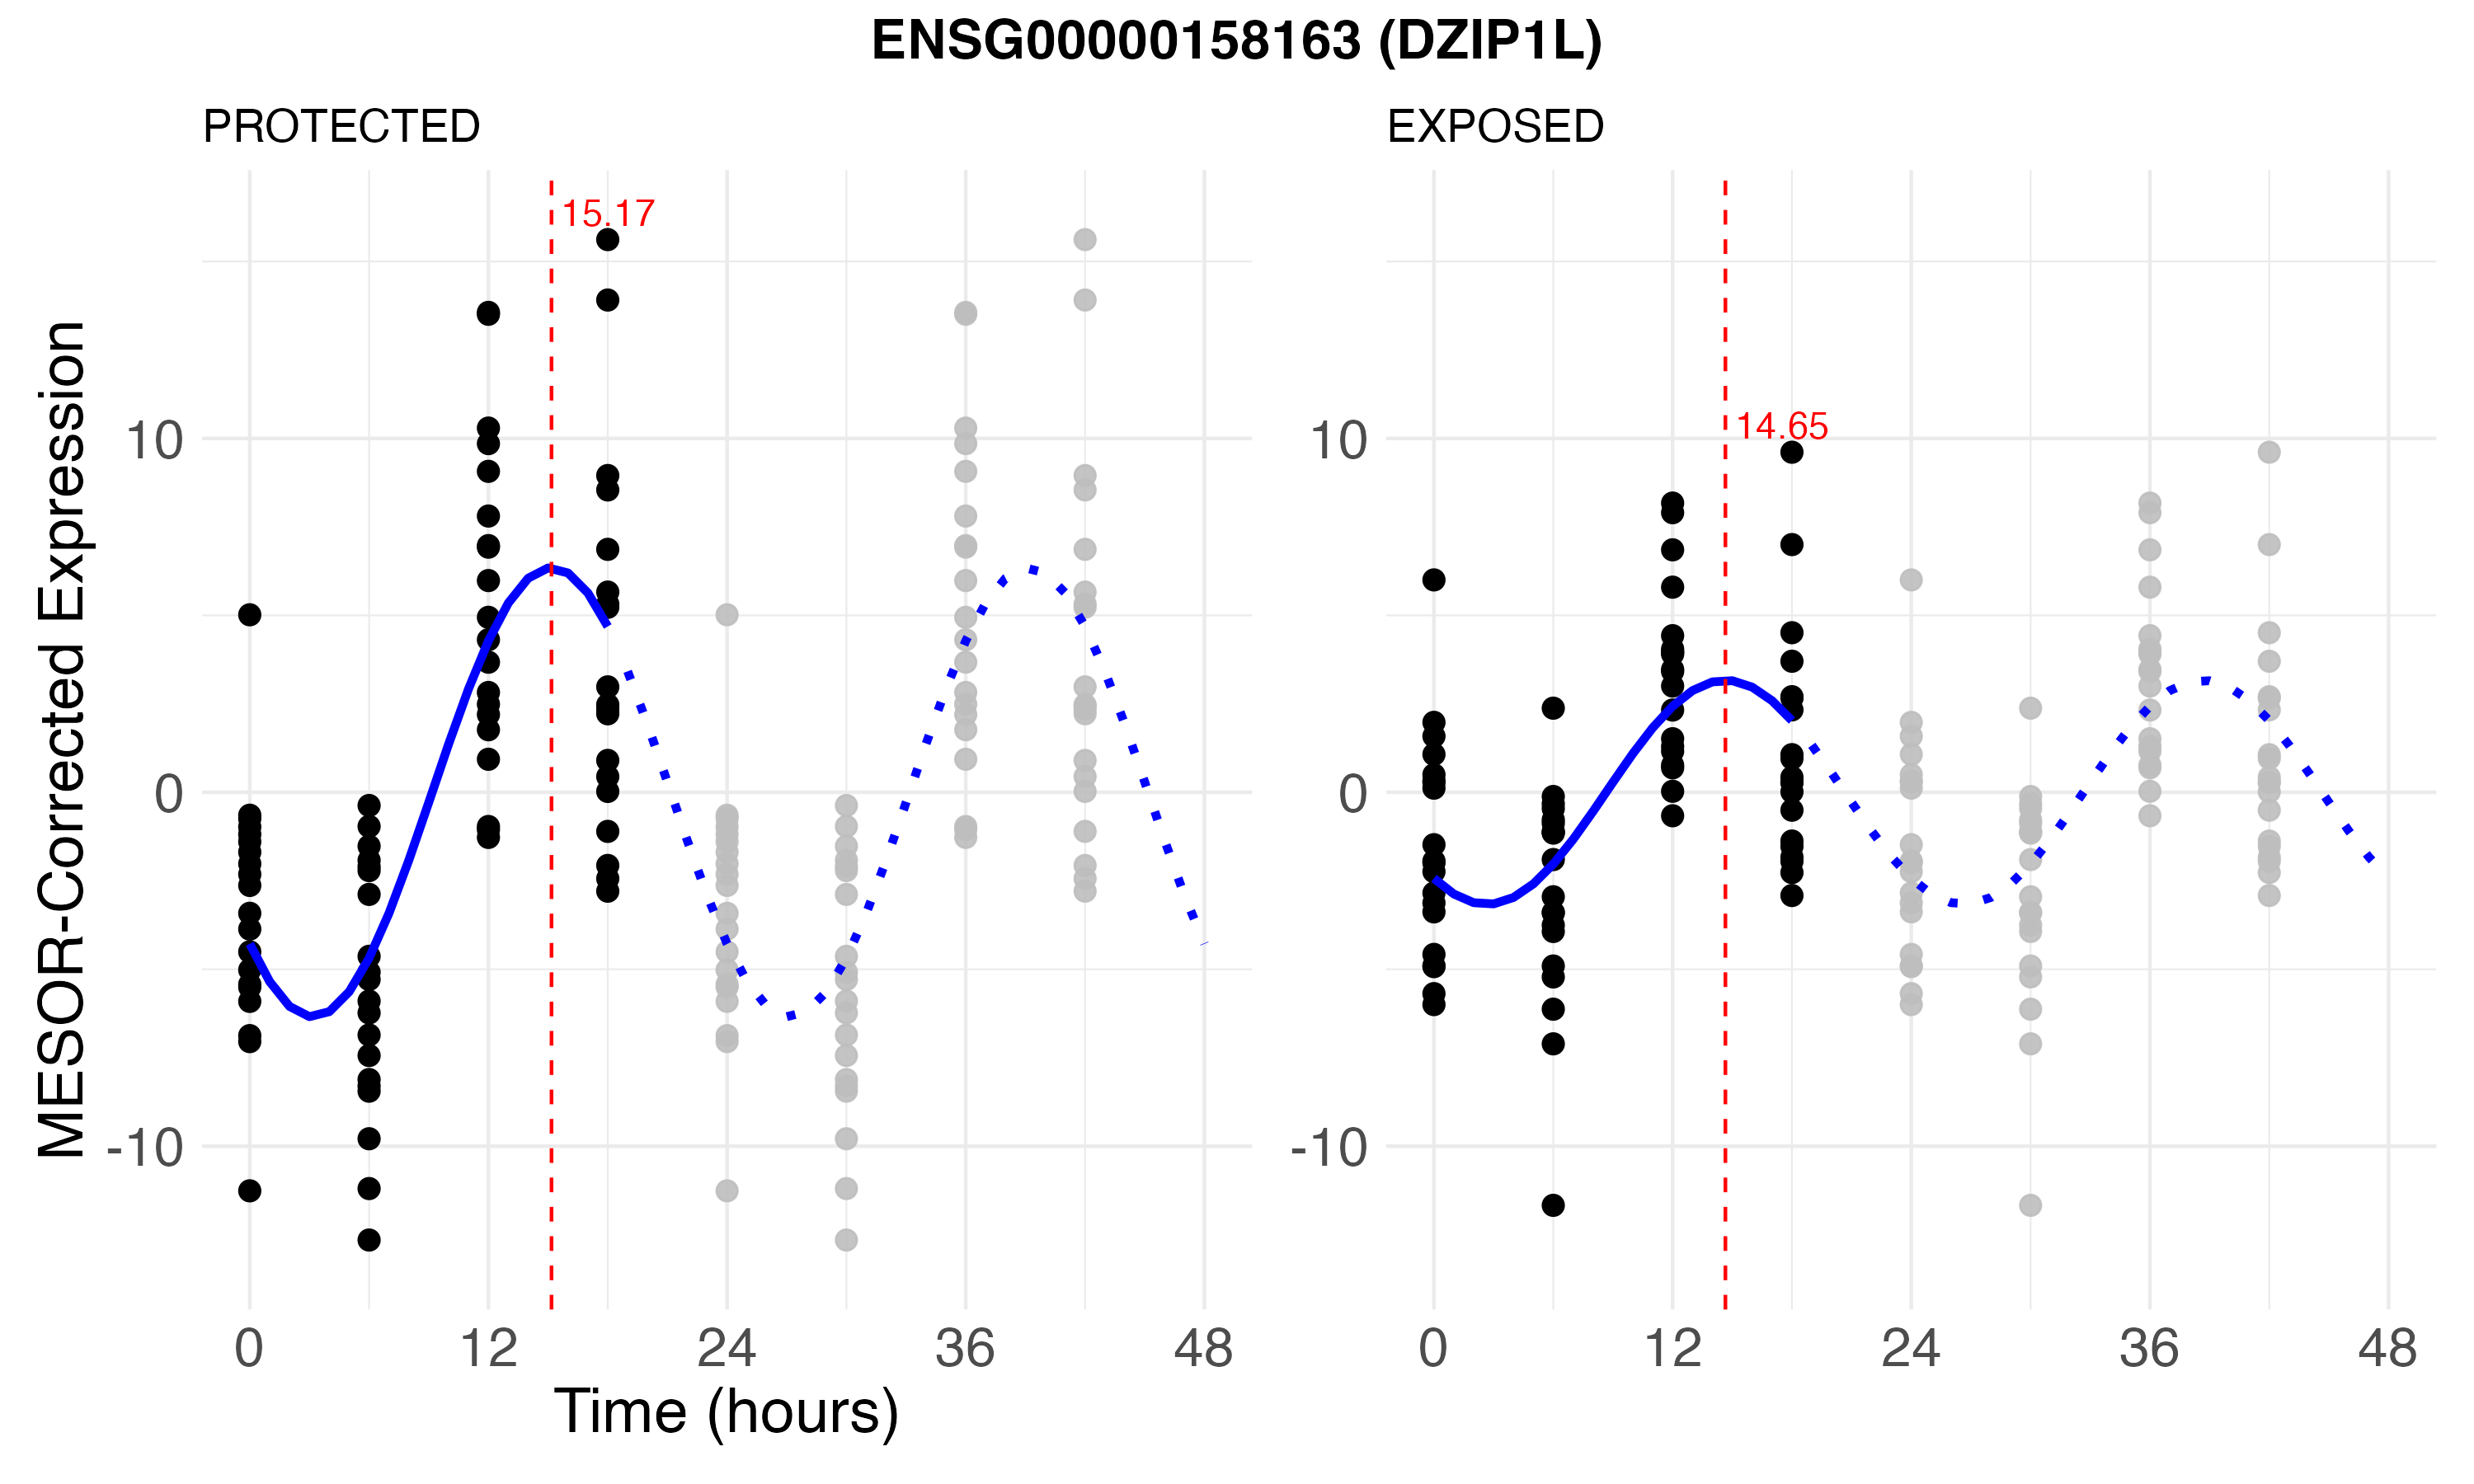 ENSG00000158163 (DZIP1L)
PROTECTED
EXPOSED
MESOR-Corrected Expression
15.17
14.65
10
0
-10
10
0
-10
0 12 24 36 48
0 12 24 36 48
Time (hours)